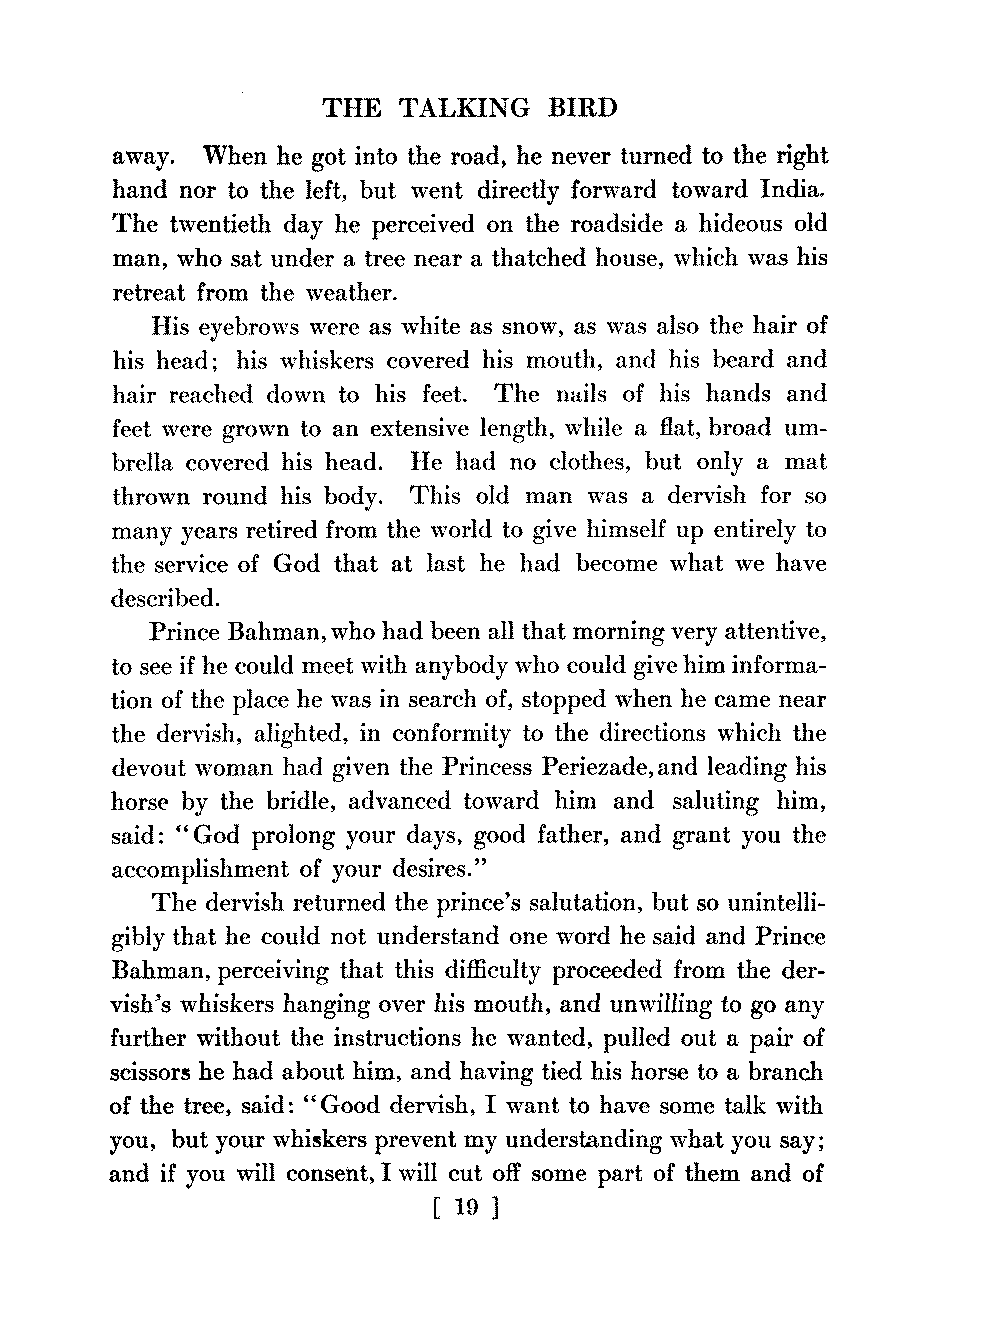 THE TALKING BIRD
away. When he got into the road, he never turned to the right
hand nor to the left, but went directly forward toward India.
The twentieth day he perceived on the roadside a hideous old
man, who sat under a tree near a thatched house, which was his
retreat from the weather.
His eyebrows were as white as snow, as was also the hair of
his head; his whiskers covered his mouth, and his beard and
hair reached down to his feet. The nails of his hands and
feet were grown to an extensive length, while a flat, broad um-
brella covered his head. He had no clothes, but only a mat
thrown round his body. This old man was a dervish for so
many years retired from the world to give himself up entirely to
the service of God that at last he had become what we have
described.
Prince Bahman, who had been all that morning very attentive,
to see if he could meet with anybody who could give him informa-
tion of the place he was in search of, stopped when he came near
the dervish, alighted, in conformity to the directions which the
devout woman had given the Princess Periezade, and leading his
horse by the bridle, advanced toward him and saluting him,
said: "God prolong your days, good father, and grant you the
accomplishment of your desires."
The dervish returned the prince's salutation, but so unintelli-
gibly that he could not understand one word he said and Prince
Bahman, perceiving that this difficulty proceeded from the der-
vish's whiskers hanging over his mouth, and unwilling to go any
further without the instructions he wanted, pulled out a pair of
scissors he had about him, and having tied his horse to a branch
of the tree, said: "Good dervish, I want to have some talk with
you, but your whiskers prevent my understanding what you say;
and if you will consent, I will cut off some part of them and of
[ 19 ]